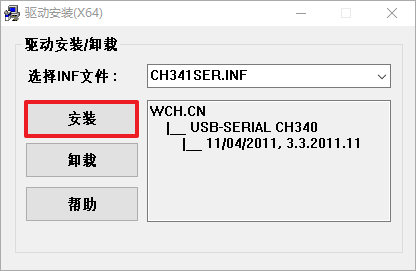 驱动安装(X64)
驱动安装/卸载
选择INF文件： CH341SER.INF
安装
WCH.CN
|__ USB-SERIAL CH340
|__ 11/04/2011, 3.3.2011.11
卸载
帮助